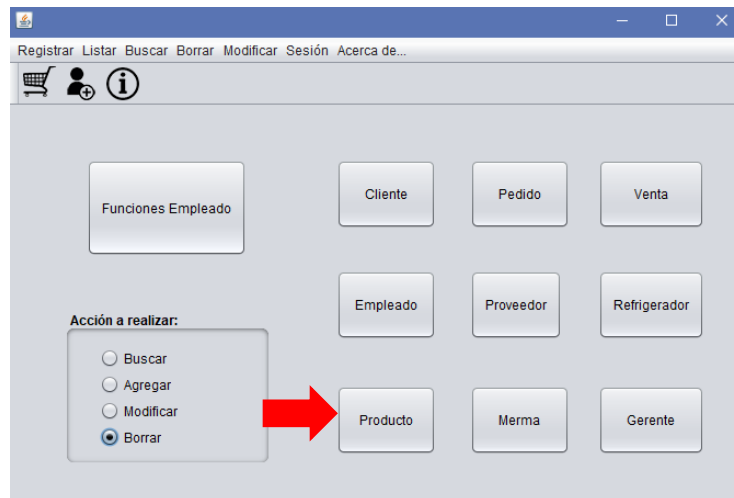 Registrar Listar Buscar Borrar Modificar Sesión Acerca de...
Funciones Empleado
Cliente
Pedido
Venta
Empleado
Proveedor
Refrigerador
Acción a realizar:
Buscar
Agregar
Modificar
Borrar
Producto
Merma
Gerente